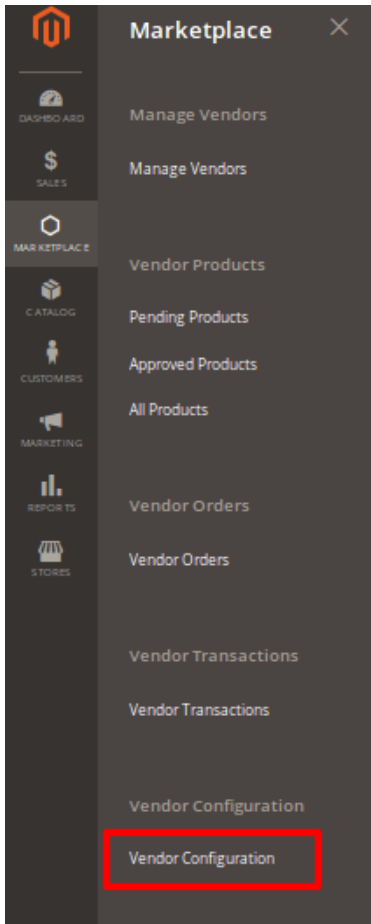 Marketplace
DASHBOARD
SALES
MARKETPLACE
CATALOG
CUSTOMERS
MARKETING
REPORTS
STORES
Manage Vendors
Manage Vendors
Vendor Products
Pending Products
Approved Products
All Products
Vendor Orders
Vendor Orders
Vendor Transactions
Vendor Transactions
Vendor Configuration
Vendor Configuration